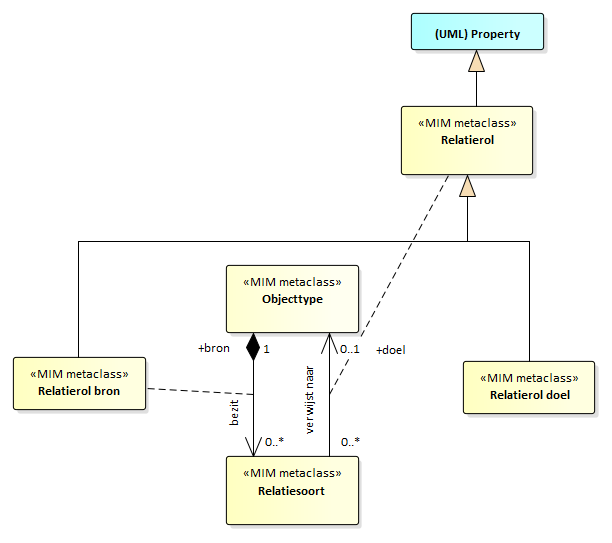 (UML) Property
«MIM metaclass»
Relatierol
«MIM metaclass»
Objecttype
+bron
1
0..1
+doel
«MIM metaclass»
Relatierol bron
«MIM metaclass»
Relatierol doel
bezit
verwijst naar
0..*
0..*
«MIM metaclass»
Relatiesoort